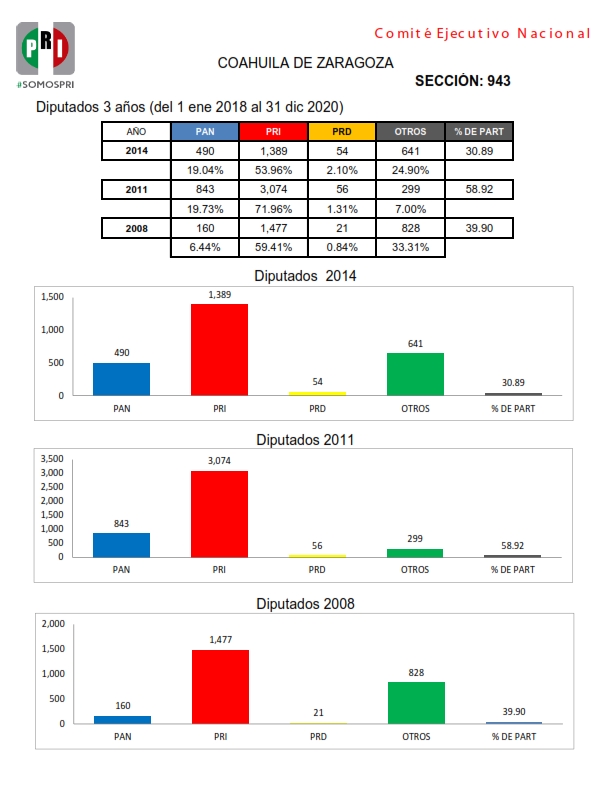 PRI
#SOMOSPRI
Comité Ejecutivo Nacional
COAHUILA DE ZARAGOZA
SECCIÓN: 943
Diputados 3 años (del 1 ene 2018 al 31 dic 2020)
AÑO PAN PRI PRD OTROS % DE PART
2014 490 1,389 54 641 30.89
19.04% 53.96% 2.10% 24.90%
2011 843 3,074 56 299 58.92
19.73% 71.96% 1.31% 7.00%
2008 160 1,477 21 828 39.90
6.44% 59.41% 0.84% 33.31%
Diputados 2014
1,500
1,000
500
0
490
1,389
54
641
30.89
PAN PRI PRD OTROS % DE PART
Diputados 2011
3,500
3,000
2,500
2,000
1,500
1,000
500
0
843
3,074
56
299
58.92
PAN PRI PRD OTROS % DE PART
Diputados 2008
2,000
1,500
1,000
500
0
160
1,477
21
828
39.90
PAN PRI PRD OTROS % DE PART